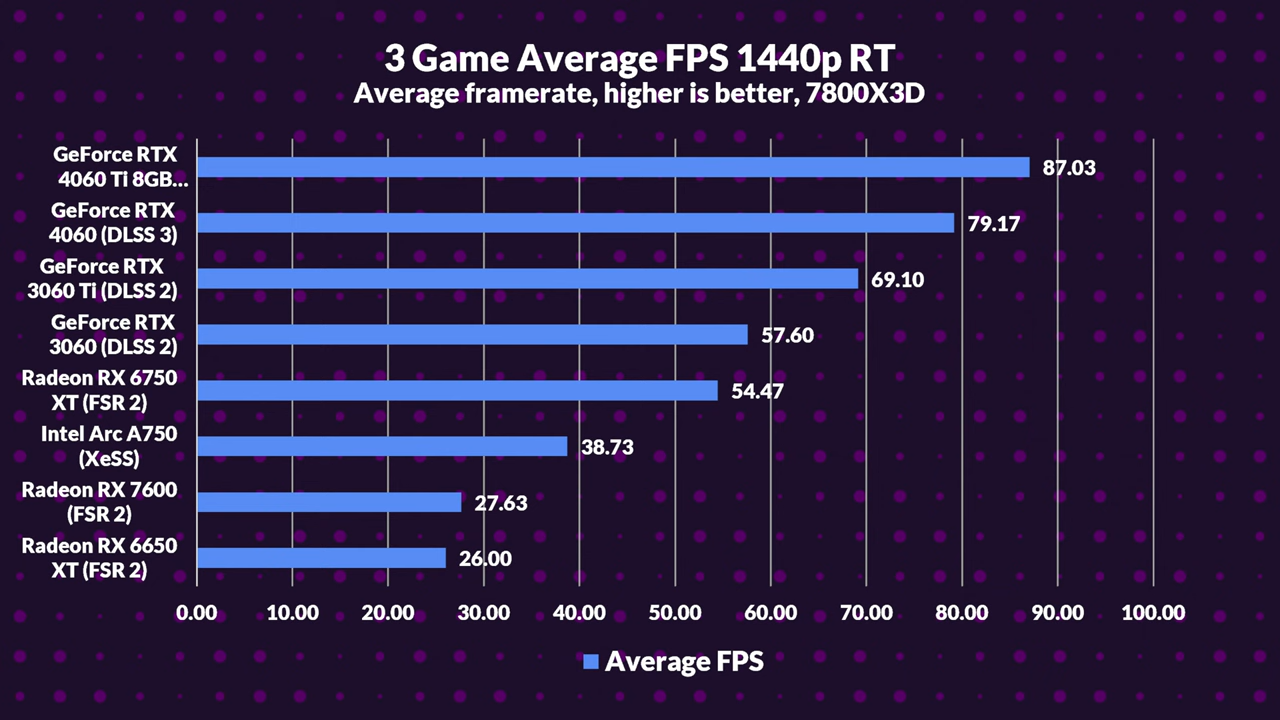 3 Game Average FPS 1440p RT
Average framerate, higher is better, 7800X3D
GeForce RTX
4060 Ti 8GB...
87.03
GeForce RTX
4060 (DLSS 3)
79.17
GeForce RTX
3060 Ti (DLSS 2)
69.10
GeForce RTX
3060 (DLSS 2)
57.60
Radeon RX 6750
XT (FSR 2)
54.47
Intel Arc A750
(XeSS)
38.73
Radeon RX 7600
(FSR 2)
27.63
Radeon RX 6650
XT (FSR 2)
26.00
0.00 10.00 20.00 30.00 40.00 50.00 60.00 70.00 80.00 90.00 100.00
Average FPS